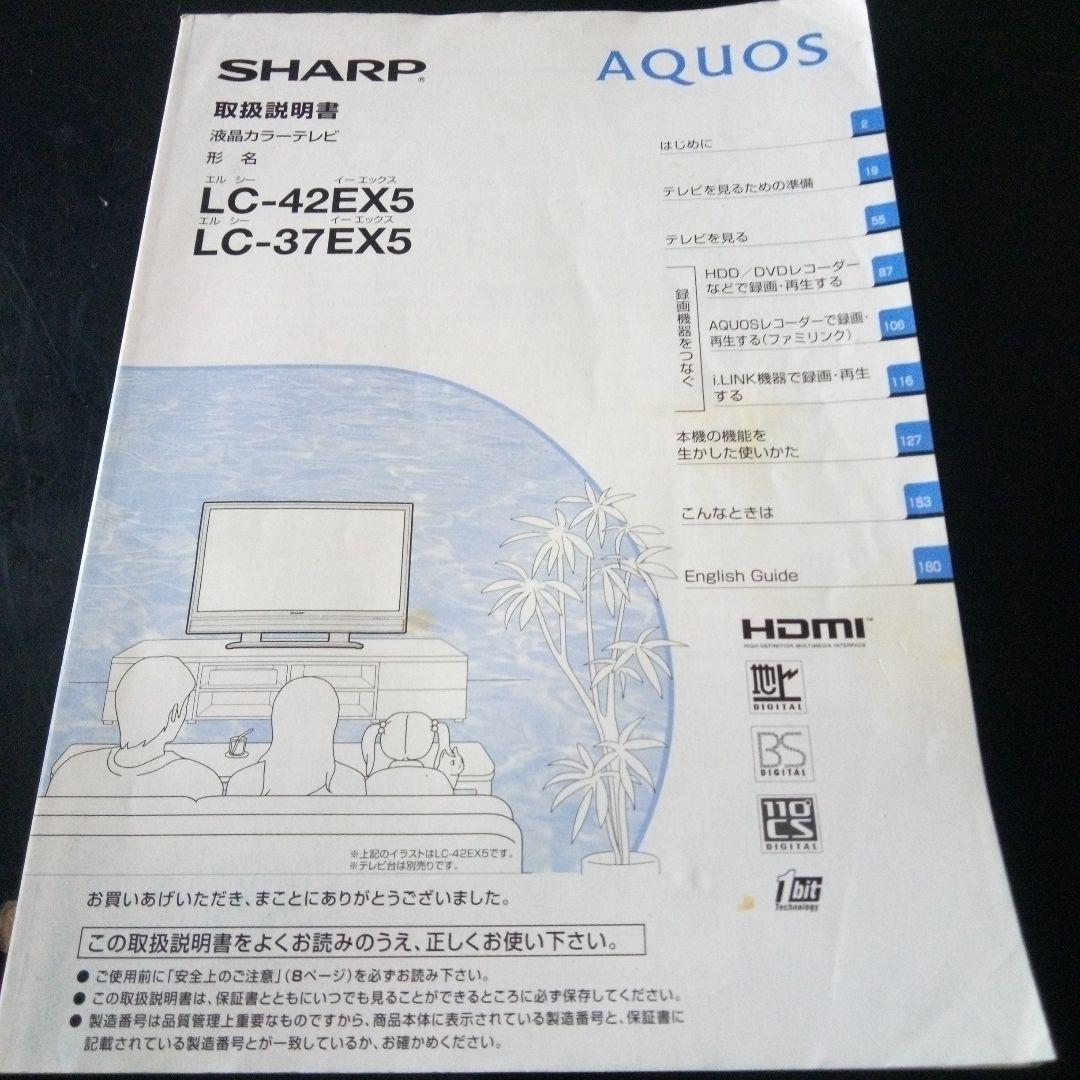 SHARP®
AQUOS
取扱説明書
液晶カラーテレビ
形 名
エル シー イー エックス
LC-42EX5
エル シー イー エックス
LC-37EX5
はじめに 2
テレビを見るための準備 19
テレビを見る 55
録画機器をつなぐ
HDD／DVDレコーダー
などで録画・再生する 87
AQUOSレコーダーで録画・
再生する(ファミリンク) 106
i.LINK機器で録画・再生
する 116
本機の機能を
生かした使いかた 127
こんなときは 153
English Guide 180
HDMI™
HIGH-DEFINITION MULTIMEDIA INTERFACE
地上
DIGITAL
BS
DIGITAL
110°
CS
DIGITAL
1bit
Technology
SHARP
※上記のイラストはLC-42EX5です。
※テレビ台は別売りです。
お買いあげいただき、まことにありがとうございました。
この取扱説明書をよくお読みのうえ、正しくお使い下さい。
● ご使用前に「安全上のご注意」(8ページ)を必ずお読み下さい。
● この取扱説明書は、保証書とともにいつでも見ることができるところに必ず保存してください。
● 製造番号は品質管理上重要なものですから、商品本体に表示されている製造番号と、保証書に
記載されている製造番号とが一致しているか、お確かめください。